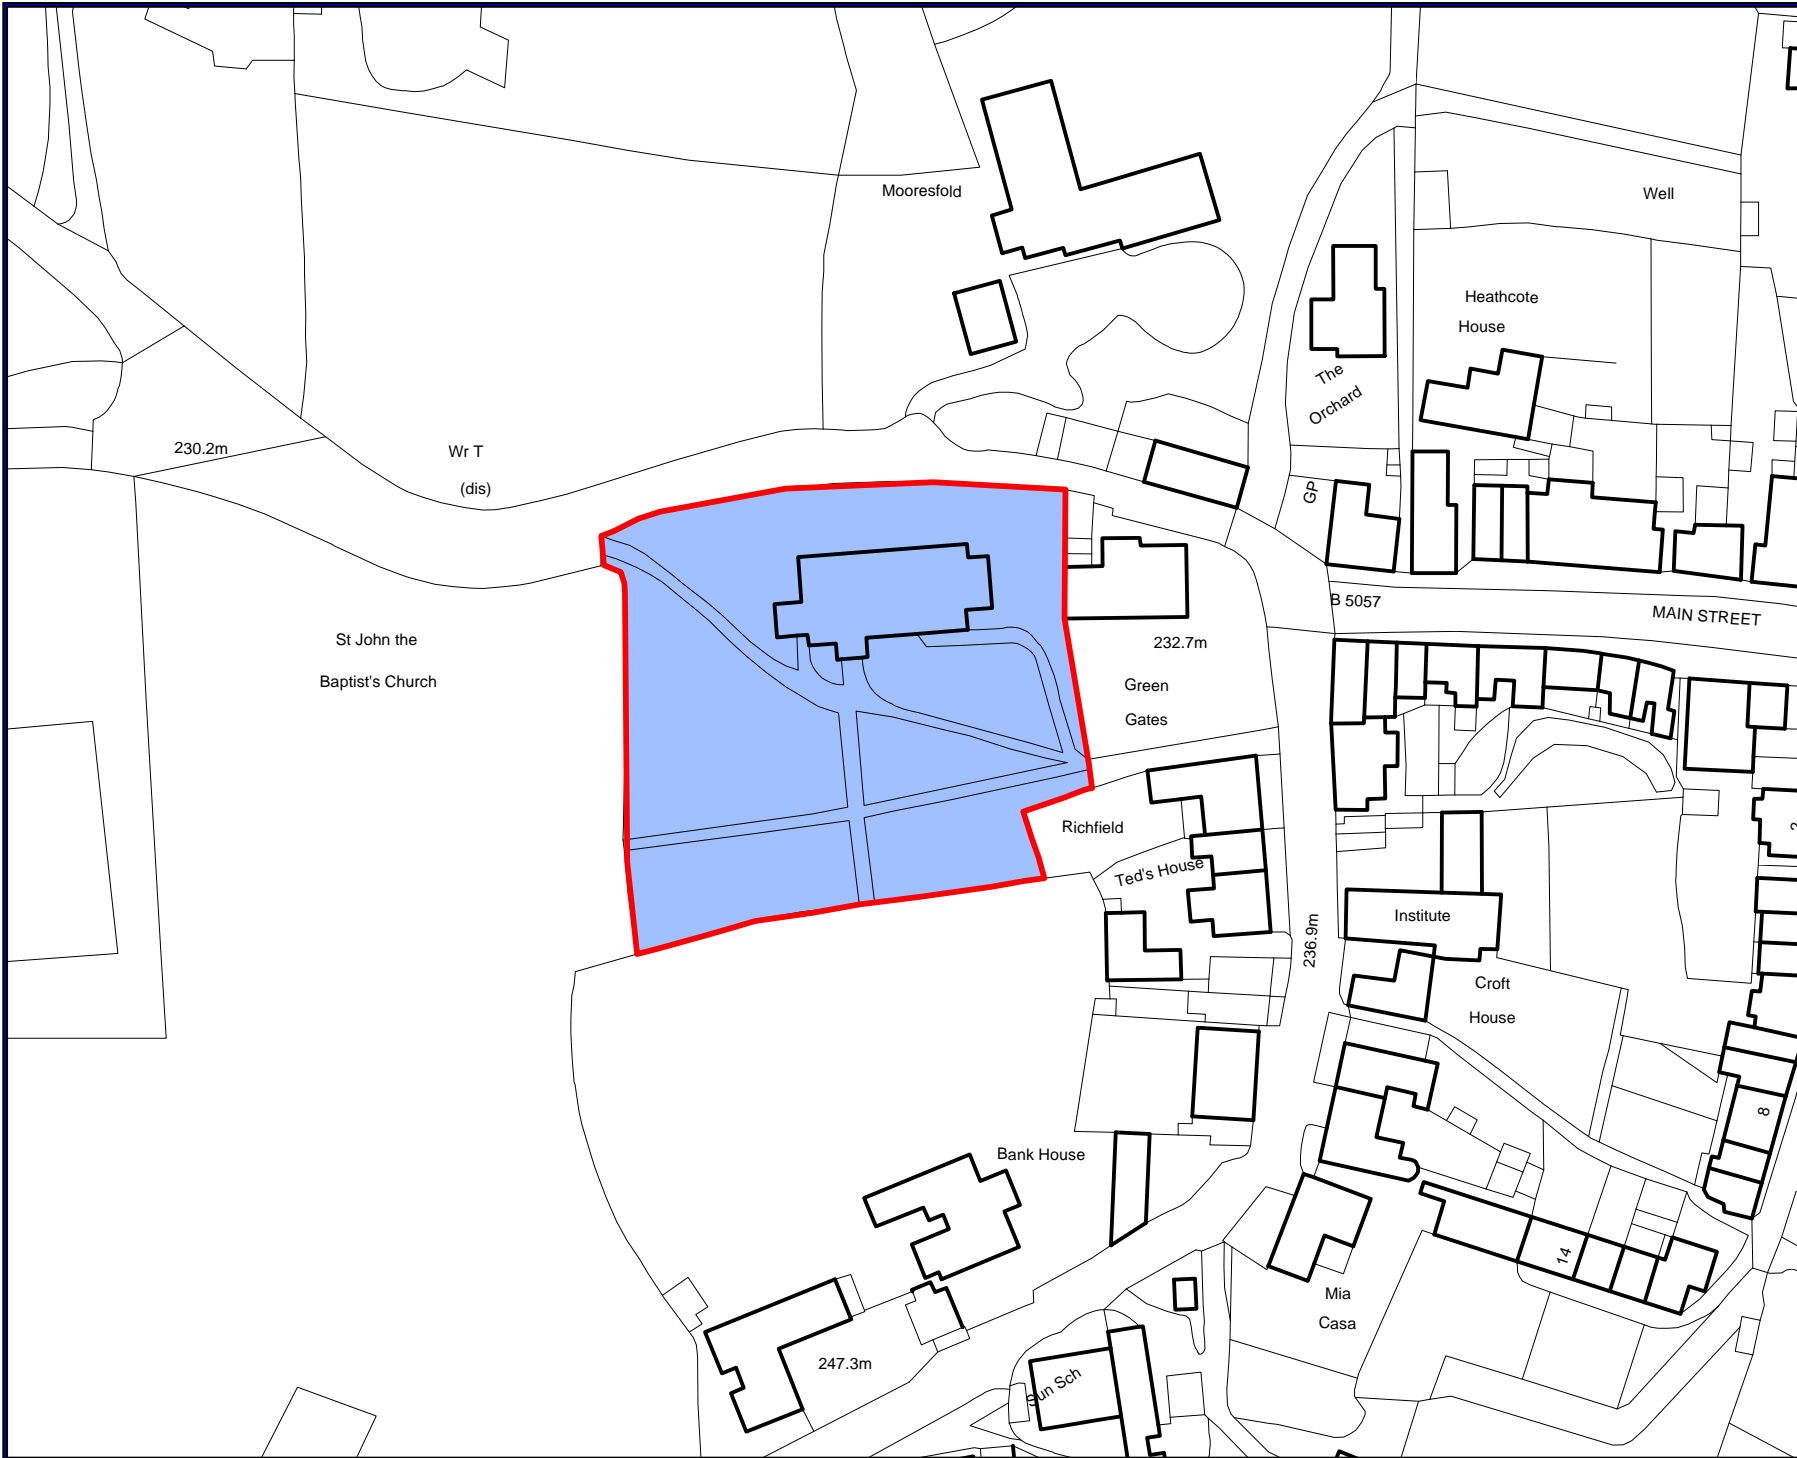 Mooresfold
Well
Heathcote
House
The
Orchard
230.2m
Wr T
(dis)
GP
B 5057
MAIN STREET
St John the
Baptist's Church
232.7m
Green
Gates
Richfield
Ted's House
2
Institute
236.9m
Croft
House
8
Bank House
14
Mia
Casa
247.3m
Sun Sch